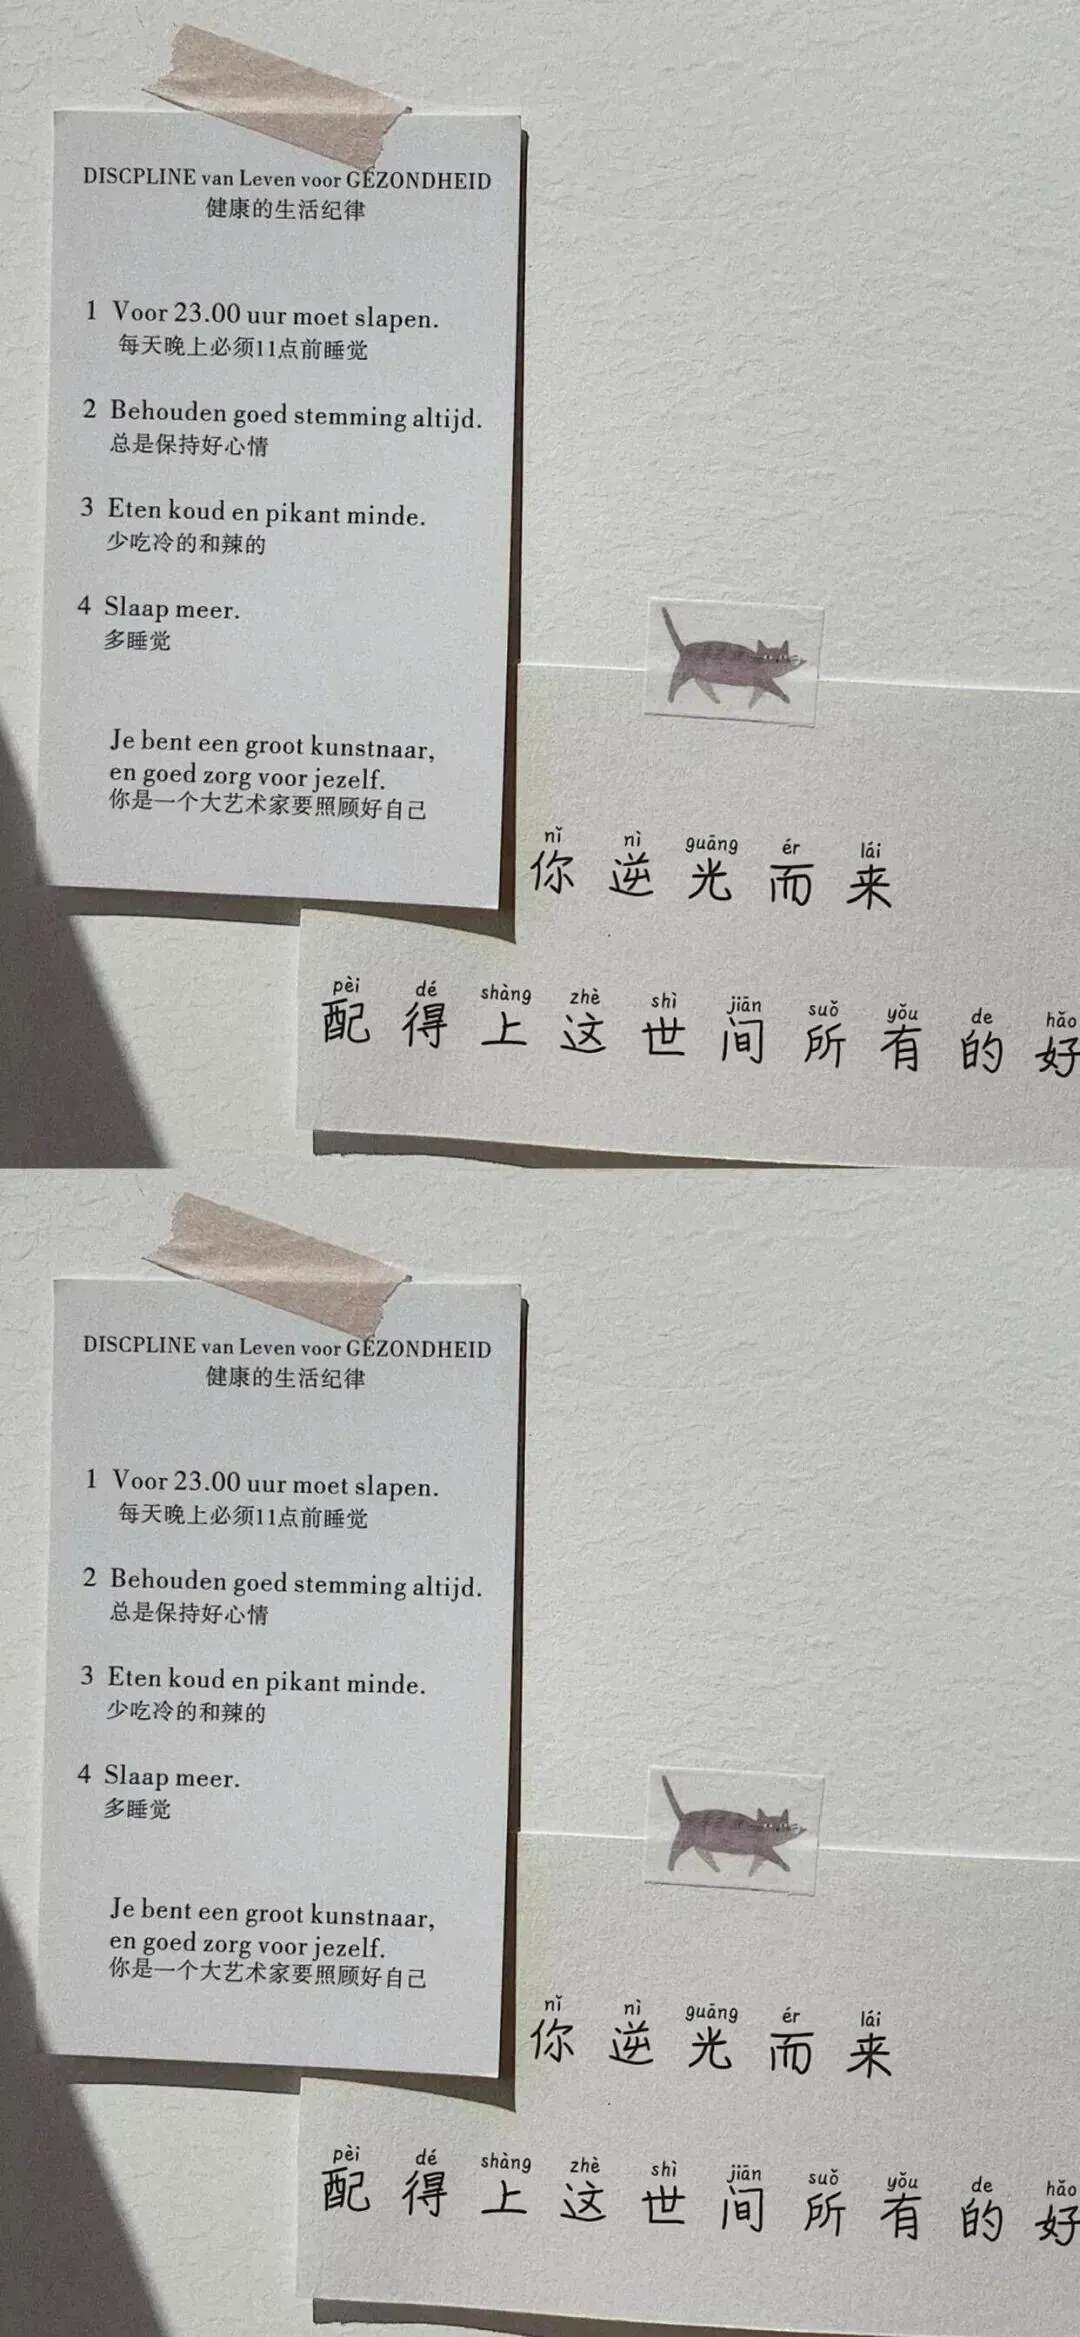 DISCPLINE van Leven voor GEZONDHEID
健康的生活纪律
1 Voor 23.00 uur moet slapen.
每天晚上必须11点前睡觉
2 Behouden goed stemming altijd.
总是保持好心情
3 Eten koud en pikant minde.
少吃冷的和辣的
4 Slaap meer.
多睡觉
Je bent een groot kunstnaar,
en goed zorg voor jezelf.
你是一个大艺术家要照顾好自己
nǐ nì guāng ér lái
你逆光而来
pèi dé shàng zhè shì jiān suǒ yǒu de hǎo
配得上这世间所有的好
DISCPLINE van Leven voor GEZONDHEID
健康的生活纪律
1 Voor 23.00 uur moet slapen.
每天晚上必须11点前睡觉
2 Behouden goed stemming altijd.
总是保持好心情
3 Eten koud en pikant minde.
少吃冷的和辣的
4 Slaap meer.
多睡觉
Je bent een groot kunstnaar,
en goed zorg voor jezelf.
你是一个大艺术家要照顾好自己
nǐ nì guāng ér lái
你逆光而来
pèi dé shàng zhè shì jiān suǒ yǒu de hǎo
配得上这世间所有的好